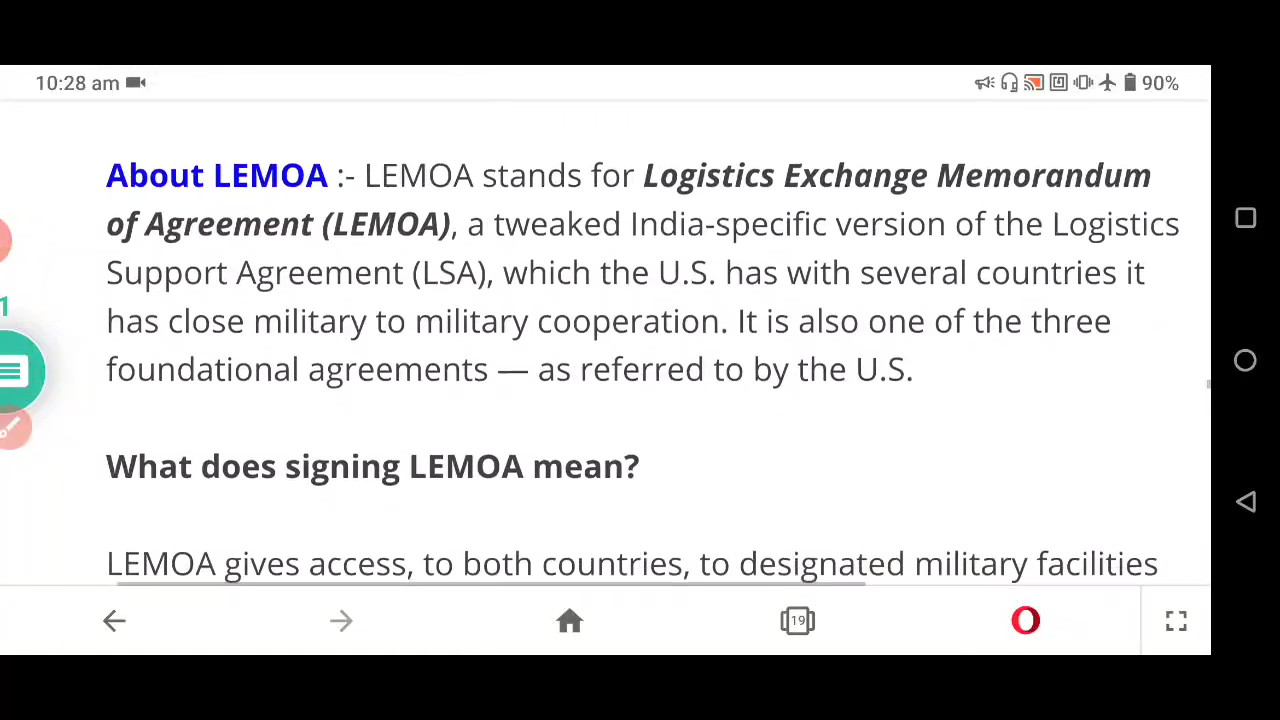 10:28 am
90%
About LEMOA :- LEMOA stands for Logistics Exchange Memorandum
of Agreement (LEMOA), a tweaked India-specific version of the Logistics
Support Agreement (LSA), which the U.S. has with several countries it
has close military to military cooperation. It is also one of the three
foundational agreements — as referred to by the U.S.
1
What does signing LEMOA mean?
LEMOA gives access, to both countries, to designated military facilities
19